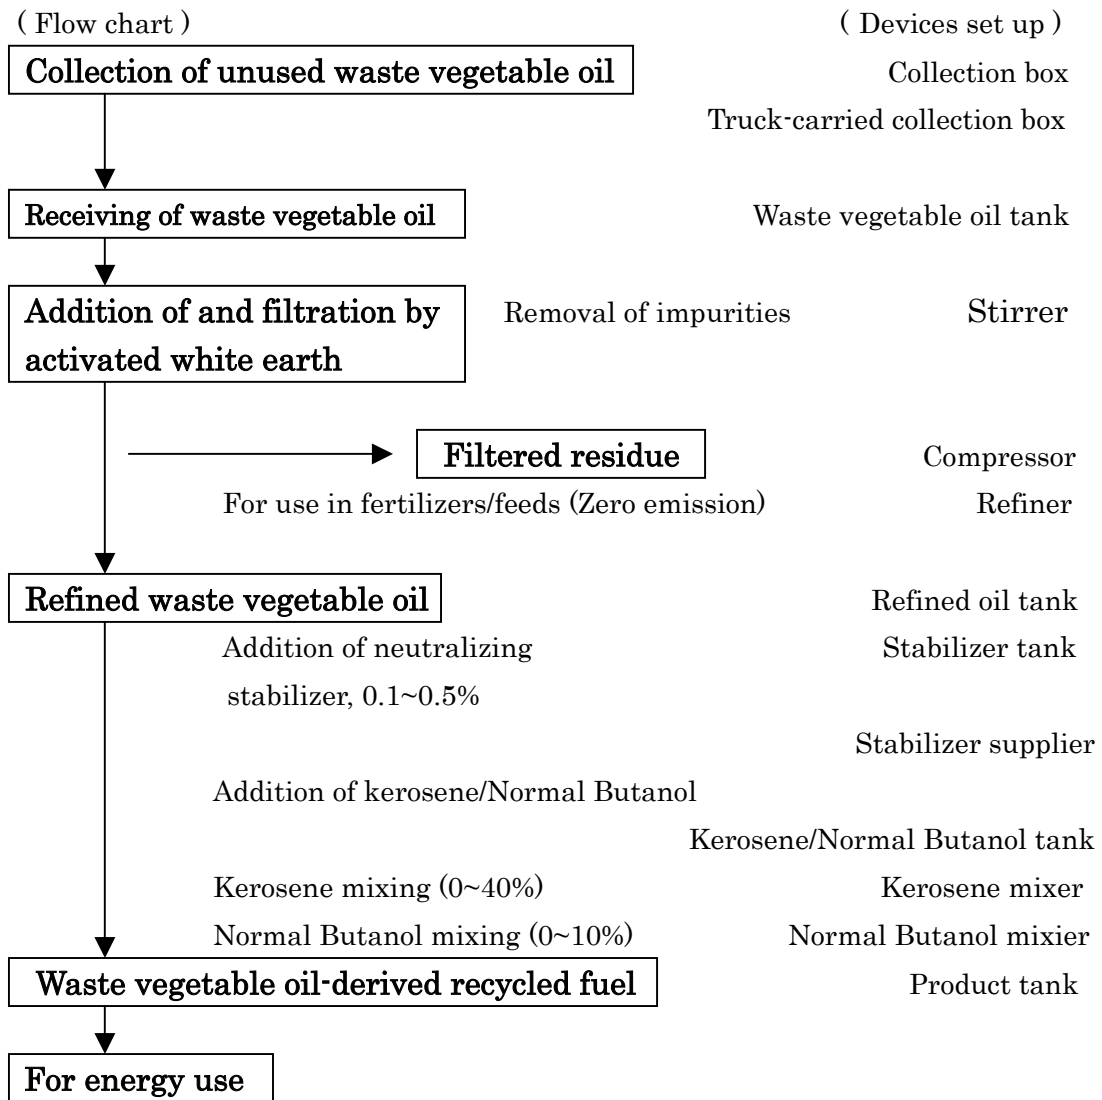 ( Flow chart ) ( Devices set up )
Collection of unused waste vegetable oil Collection box
Truck-carried collection box
Receiving of waste vegetable oil Waste vegetable oil tank
Addition of and filtration by Removal of impurities Stirrer
activated white earth
Filtered residue Compressor
For use in fertilizers/feeds (Zero emission) Refiner
Refined waste vegetable oil Refined oil tank
Addition of neutralizing Stabilizer tank
stabilizer, 0.1~0.5%
Stabilizer supplier
Addition of kerosene/Normal Butanol
Kerosene/Normal Butanol tank
Kerosene mixing (0~40%) Kerosene mixer
Normal Butanol mixing (0~10%) Normal Butanol mixier
Waste vegetable oil-derived recycled fuel Product tank
For energy use